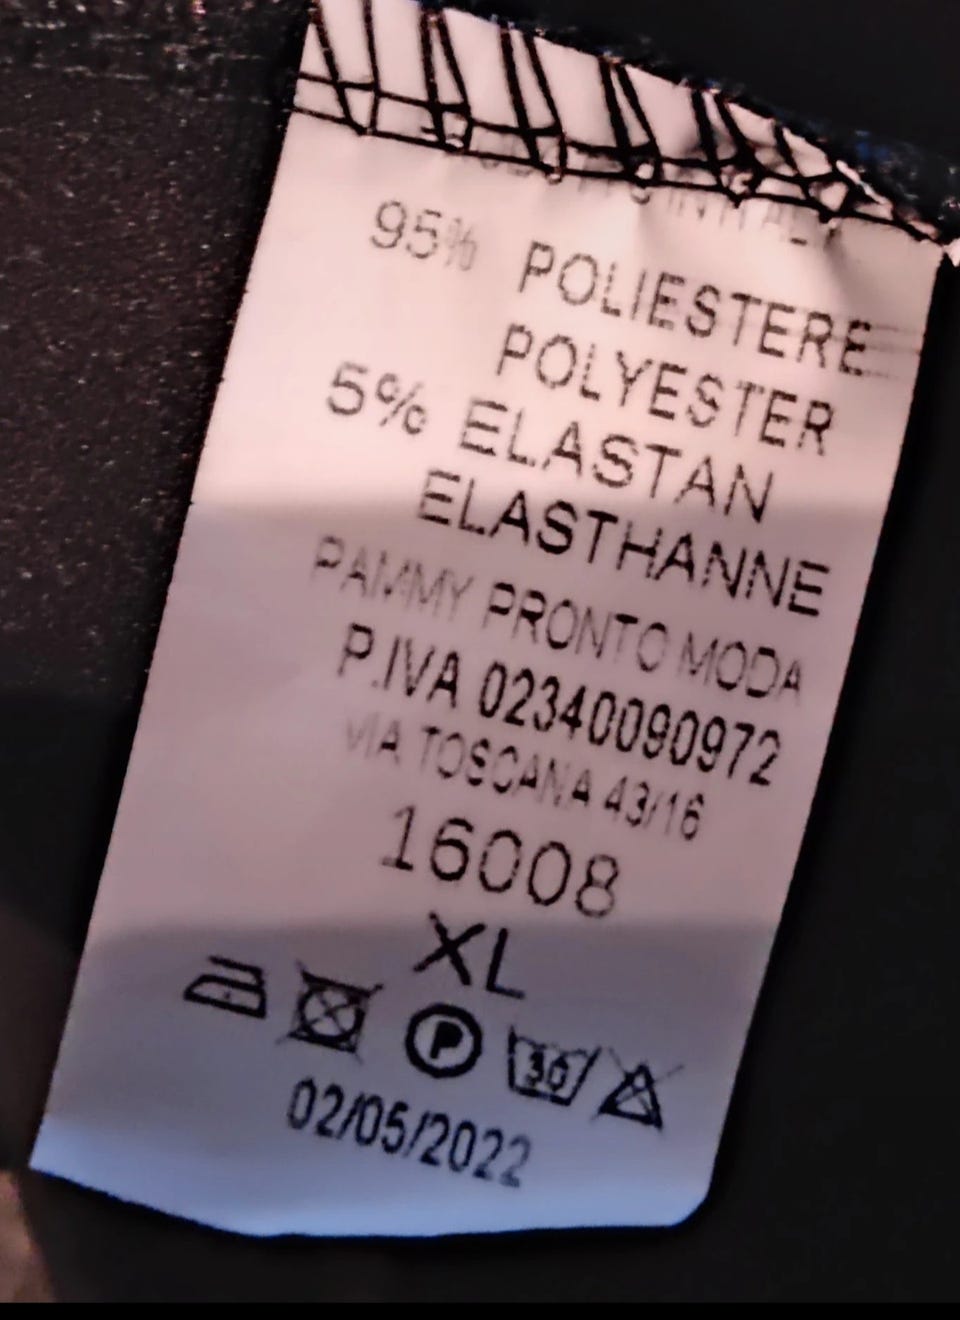 95% POLIESTERE
POLYESTER
5% ELASTAN
ELASTHANNE
PAMMY PRONTO MODA
P.IVA 02340090972
VIA TOSCANA 43/16
16008
XL
P 30
02/05/2022